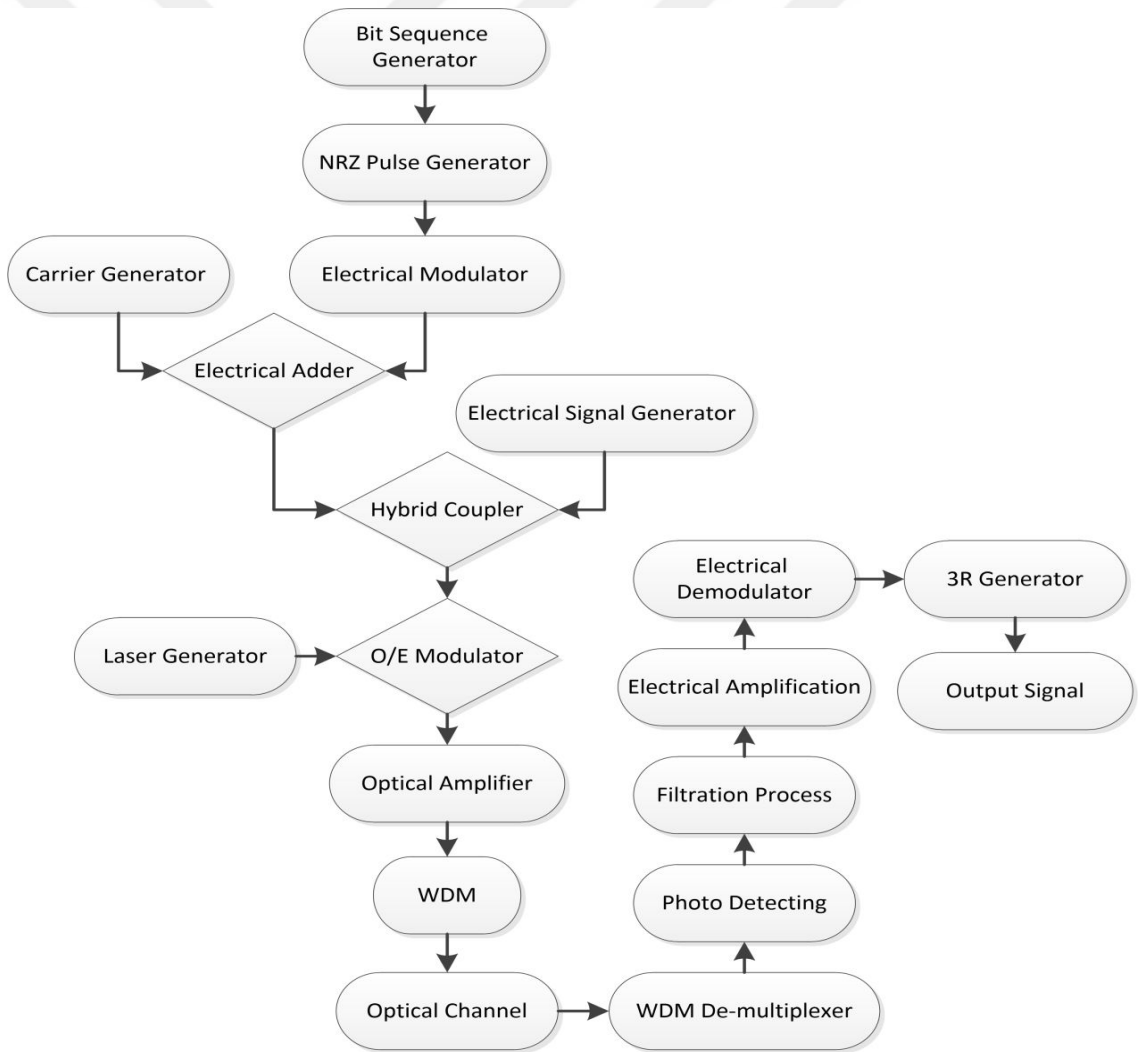 Bit Sequence
Generator
NRZ Pulse Generator
Carrier Generator
Electrical Modulator
Electrical Adder
Electrical Signal Generator
Hybrid Coupler
Electrical
Demodulator
3R Generator
Laser Generator
O/E Modulator
Electrical Amplification
Output Signal
Optical Amplifier
Filtration Process
WDM
Photo Detecting
Optical Channel
WDM De-multiplexer